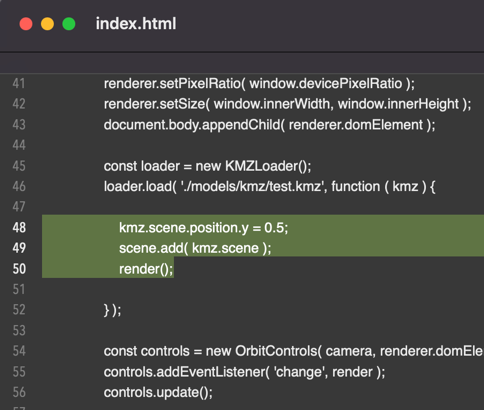 index.html
41 renderer.setPixelRatio( window.devicePixelRatio );
42 renderer.setSize( window.innerWidth, window.innerHeight );
43 document.body.appendChild( renderer.domElement );
44
45 const loader = new KMZLoader();
46 loader.load( './models/kmz/test.kmz', function ( kmz ) {
47
48 kmz.scene.position.y = 0.5;
49 scene.add( kmz.scene );
50 render();
51
52 } );
53
54 const controls = new OrbitControls( camera, renderer.domEle
55 controls.addEventListener( 'change', render );
56 controls.update();
57